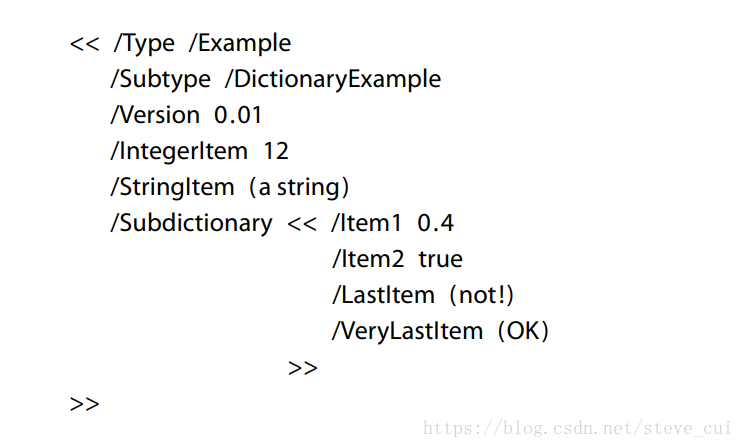 << /Type /Example
/Subtype /DictionaryExample
/Version 0.01
/IntegerItem 12
/StringItem (a string)
/Subdictionary << /Item1 0.4
/Item2 true
/LastItem (not!)
/VeryLastItem (OK)
>>
>>
https://blog.csdn.net/steve_cui